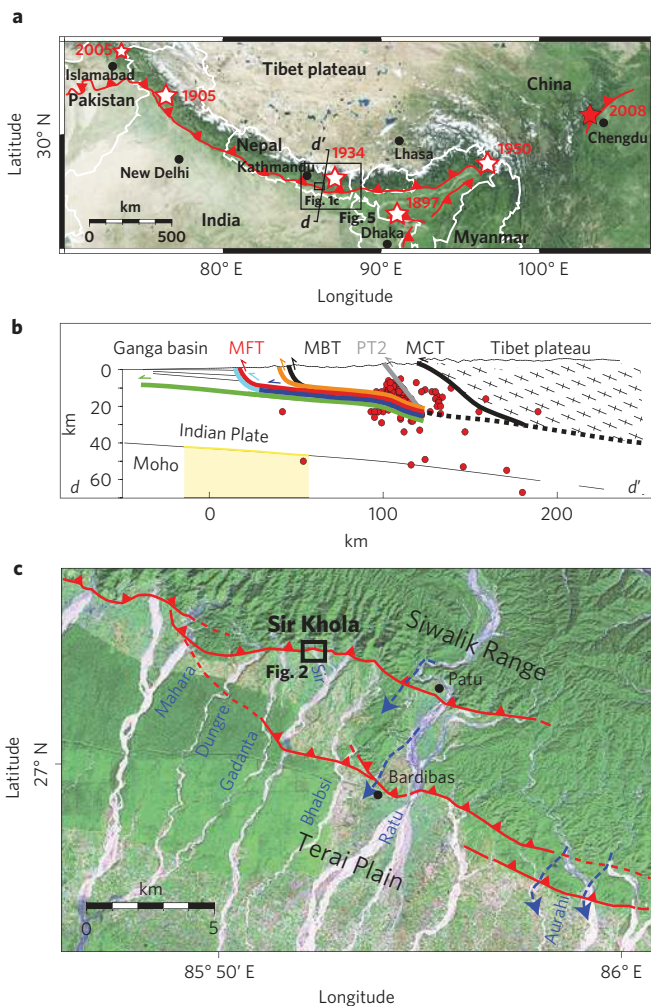 a
2005
Islamabad
Pakistan
1905
Tibet plateau
China
2008
Chengdu
Latitude
30° N
New Delhi
Nepal
Kathmandu
d'
1934
Lhasa
1950
Fig. 1c
Fig. 5
1897
km
0 500
India
d
Dhaka
Myanmar
80° E 90° E 100° E
Longitude
b
Ganga basin MFT MBT PT2 MCT Tibet plateau
0
10
20
40
60
km
Indian Plate
Moho
d d'
0 100 200
km
c
Sir Khola
Siwalik Range
Fig. 2
Sir
Patu
Mahara
Dungre
Gadanta
Latitude
27° N
Bhabsi
Bardibas
Ratu
Terai Plain
km
0 5
Aurahi
85° 50' E 86° E
Longitude